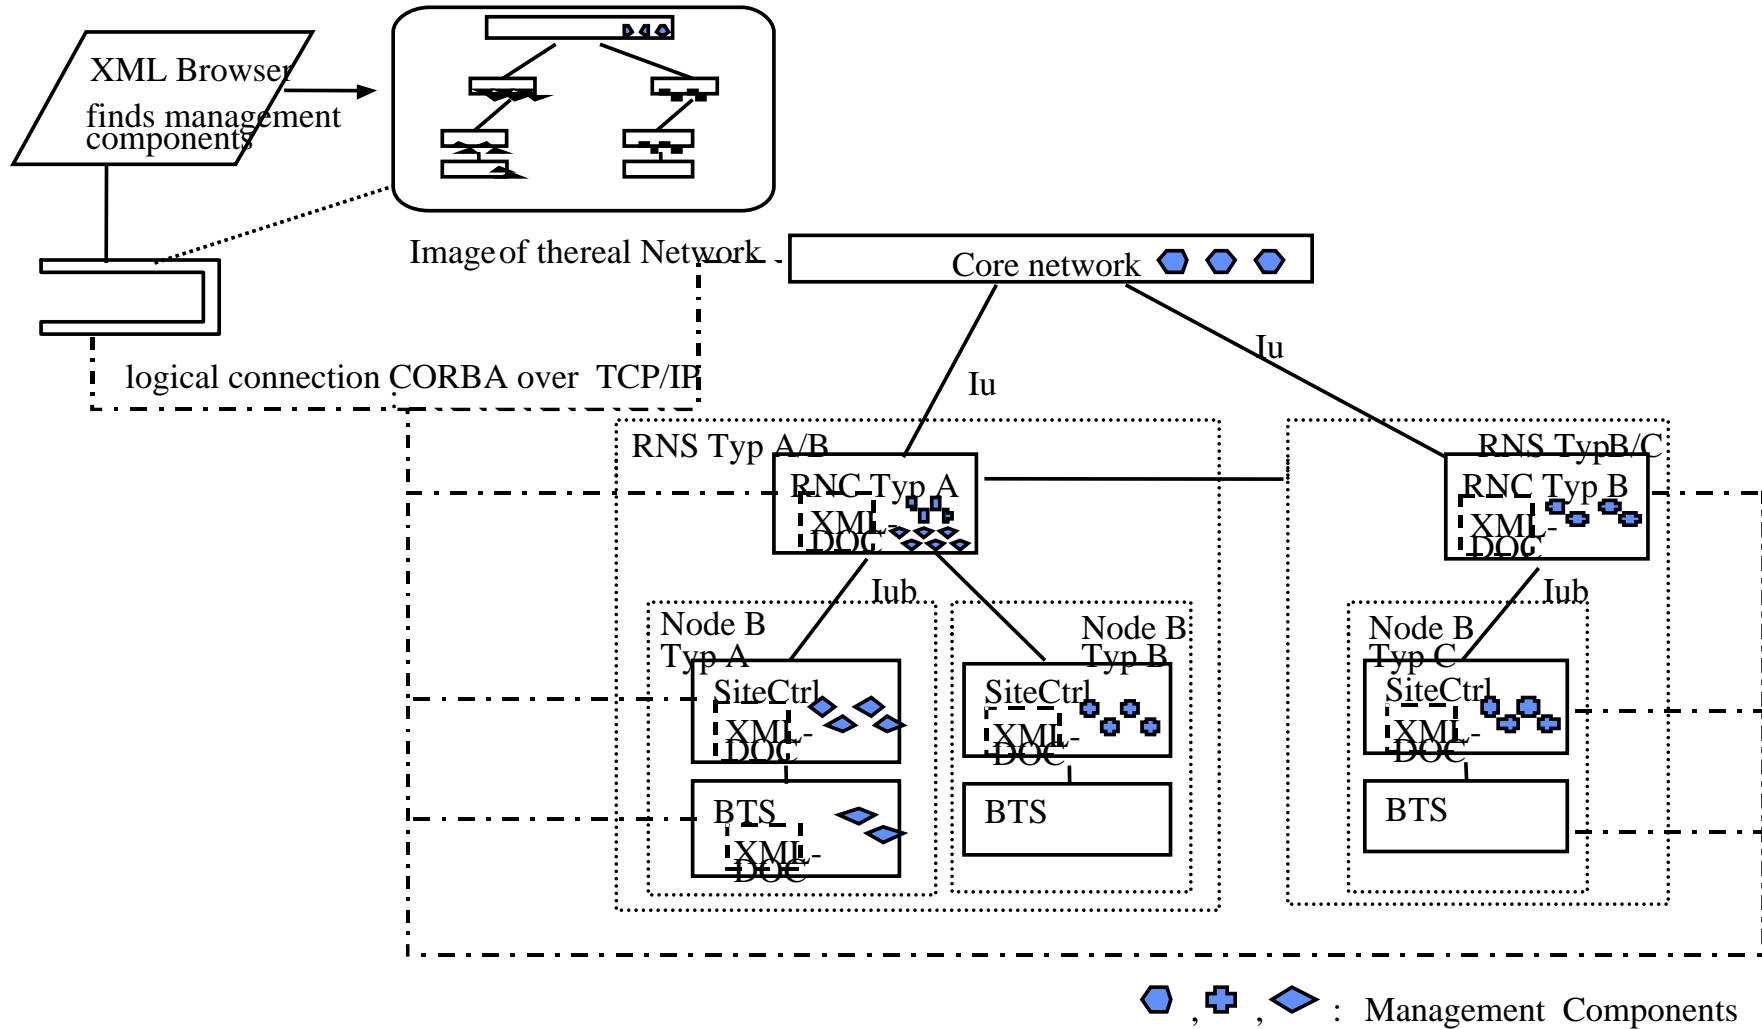 XML Browser
finds management
components
Image of thereal Network
Core network
Iu
Iu
logical connection CORBA over TCP/IP
RNS Typ A/B
RNS TypB/C
RNC Typ A
XML-
DOC
RNC Typ B
XML-
DOC
Iub
Iub
Node B
Typ A
SiteCtrl
XML-
DOC
BTS
XML-
DOC
Node B
Typ B
SiteCtrl
XML-
DOC
BTS
Node B
Typ C
SiteCtrl
XML-
DOC
BTS
, , : Management Components